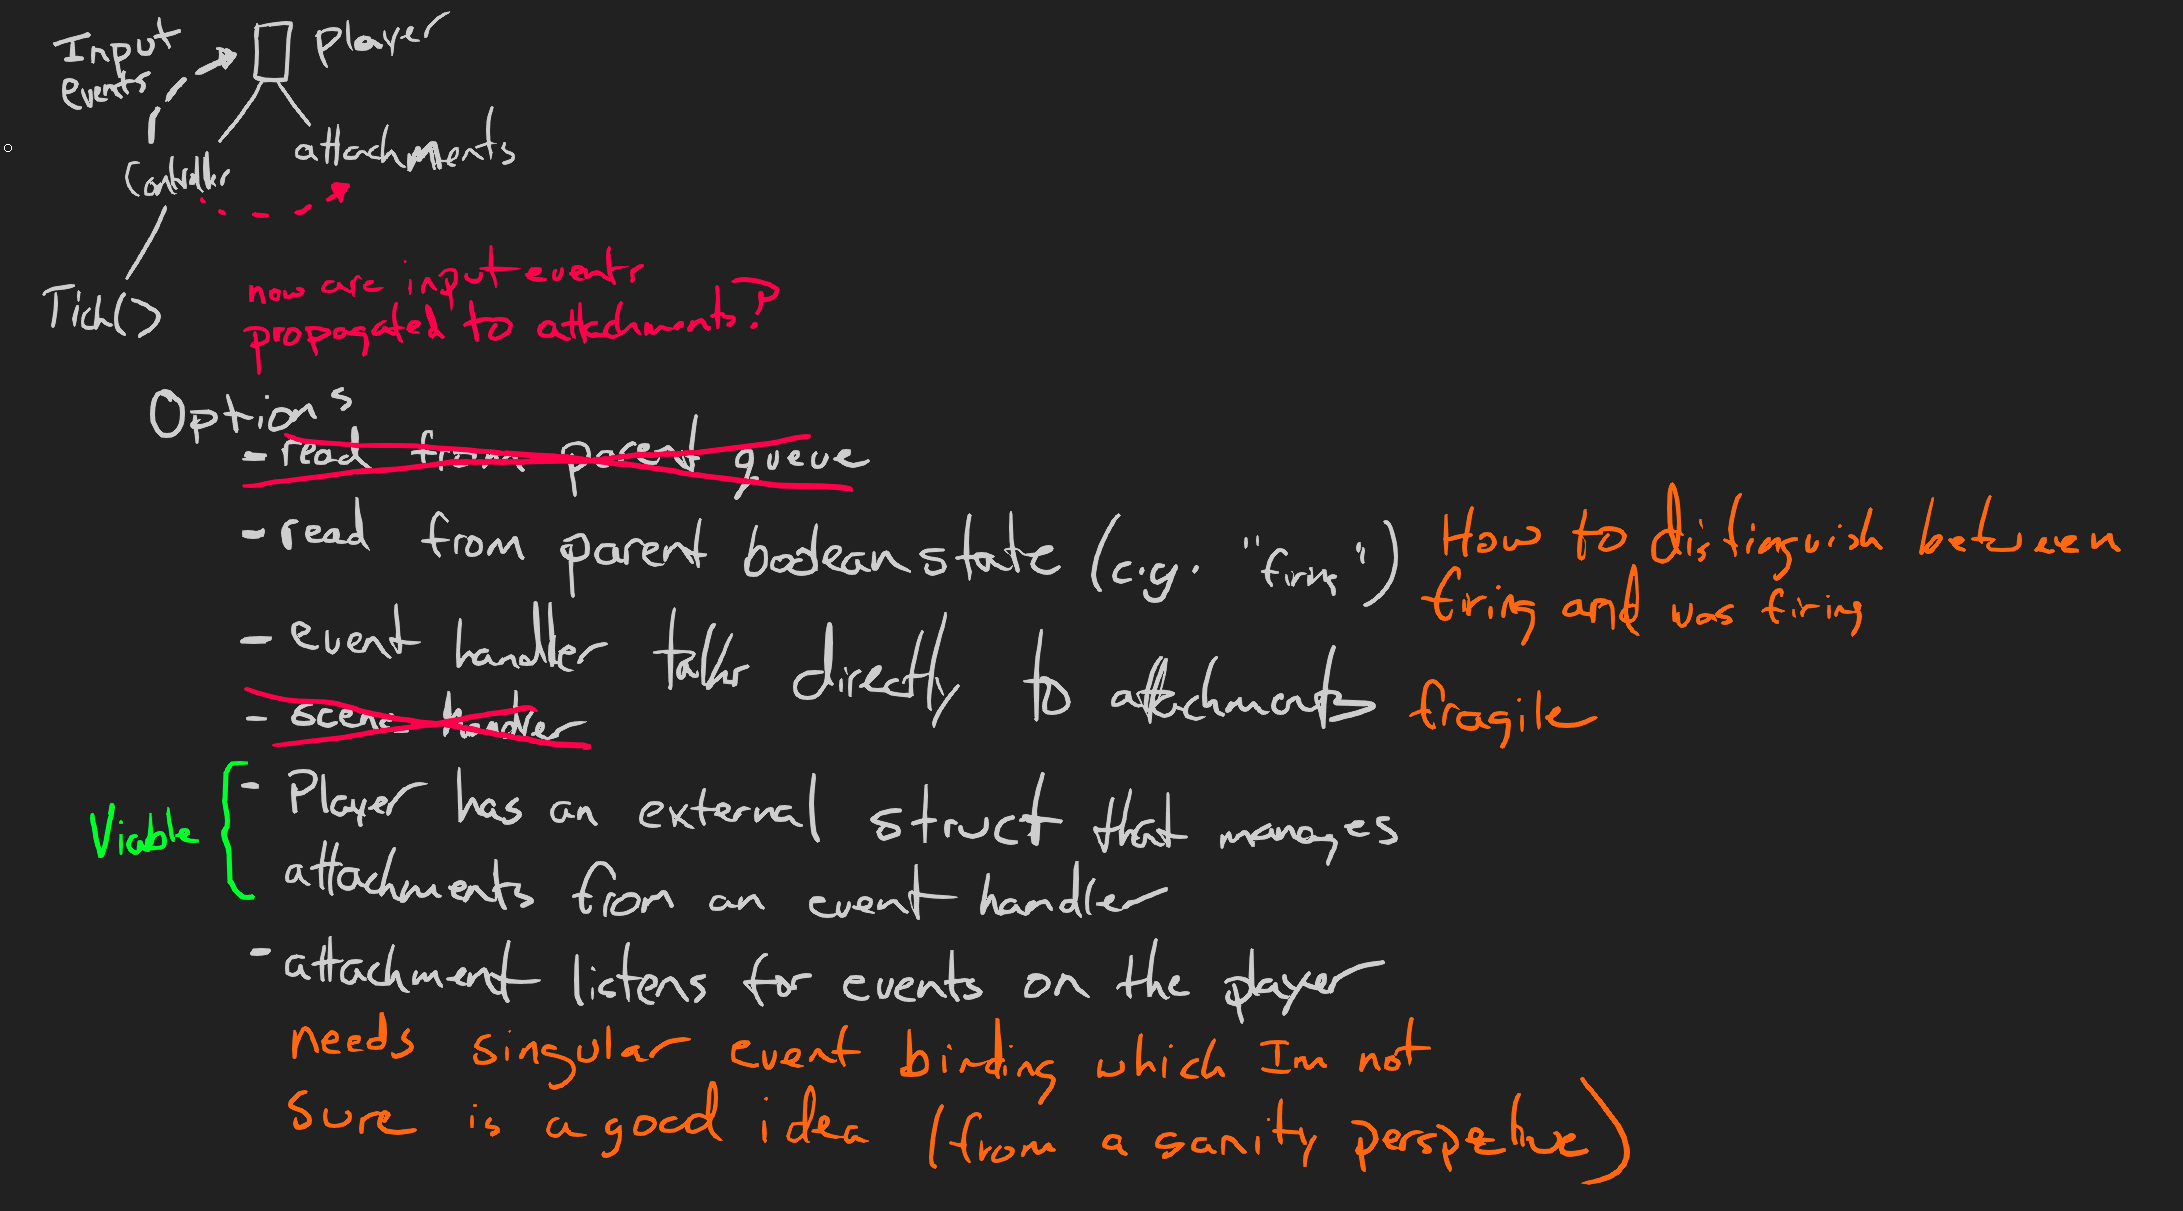 Input
events
player
Controller
attachments
Tick()
how are input events
propagated to attachments?
Options
- read from parent queue
- read from parent boolean state (e.g. "firing")
How to distinguish between
firing and was firing
- event handler talks directly to attachments
fragile
- scene handler
Viable
- Player has an external struct that manages
attachments from an event handler
- attachment listens for events on the player
needs singular event binding which Im not
sure is a good idea (from a sanity perspective)